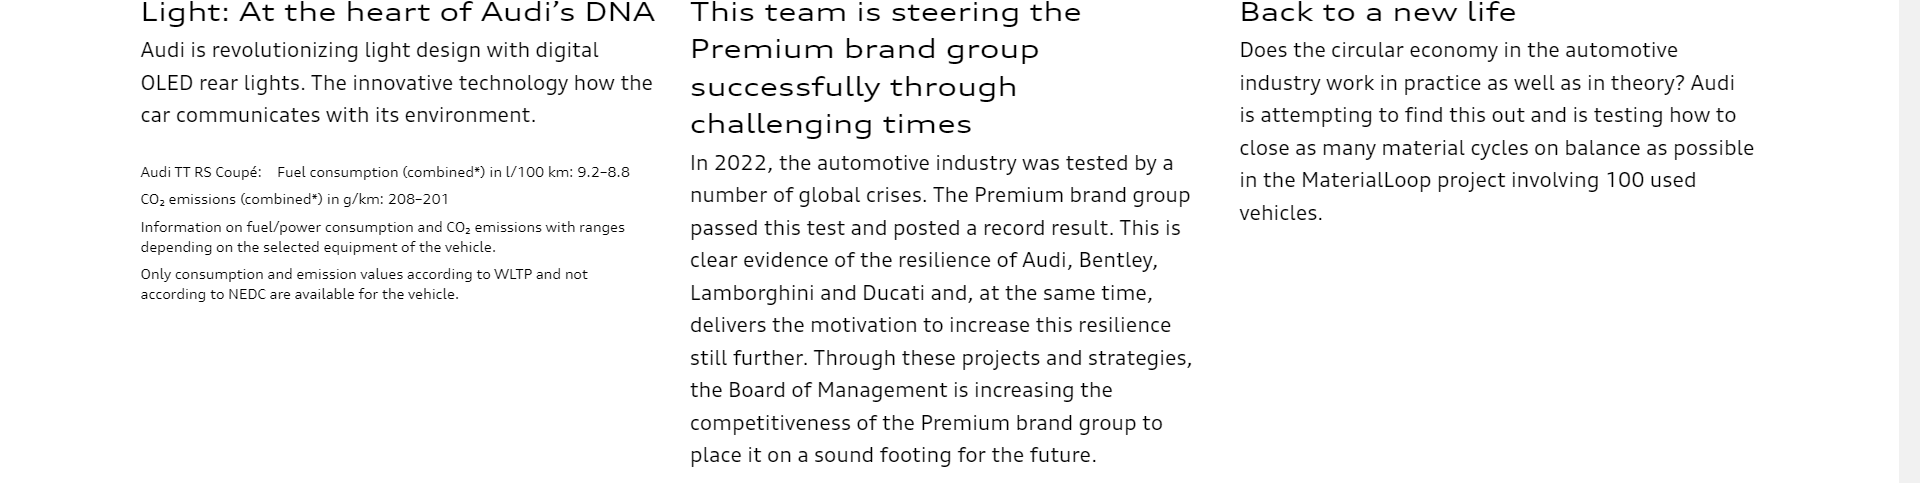 Light: At the heart of Audi’s DNA
Audi is revolutionizing light design with digital
OLED rear lights. The innovative technology how the
car communicates with its environment.
Audi TT RS Coupé: Fuel consumption (combined*) in l/100 km: 9.2–8.8
CO₂ emissions (combined*) in g/km: 208–201
Information on fuel/power consumption and CO₂ emissions with ranges
depending on the selected equipment of the vehicle.
Only consumption and emission values according to WLTP and not
according to NEDC are available for the vehicle.
This team is steering the
Premium brand group
successfully through
challenging times
In 2022, the automotive industry was tested by a
number of global crises. The Premium brand group
passed this test and posted a record result. This is
clear evidence of the resilience of Audi, Bentley,
Lamborghini and Ducati and, at the same time,
delivers the motivation to increase this resilience
still further. Through these projects and strategies,
the Board of Management is increasing the
competitiveness of the Premium brand group to
place it on a sound footing for the future.
Back to a new life
Does the circular economy in the automotive
industry work in practice as well as in theory? Audi
is attempting to find this out and is testing how to
close as many material cycles on balance as possible
in the MaterialLoop project involving 100 used
vehicles.